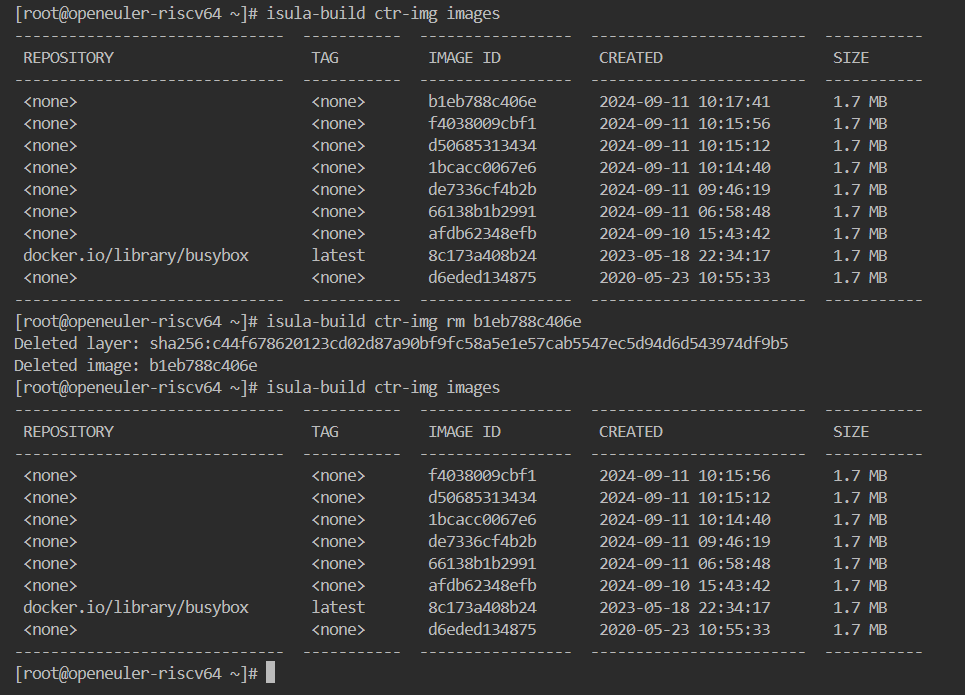 [root@openeuler-riscv64 ~]# isula-build ctr-img images
------------------------------  -----------  -----------------  ------------------------  -----------
 REPOSITORY                      TAG          IMAGE ID           CREATED                   SIZE
------------------------------  -----------  -----------------  ------------------------  -----------
 <none>                          <none>       b1eb788c406e       2024-09-11 10:17:41       1.7 MB
 <none>                          <none>       f4038009cbf1       2024-09-11 10:15:56       1.7 MB
 <none>                          <none>       d50685313434       2024-09-11 10:15:12       1.7 MB
 <none>                          <none>       1bcacc0067e6       2024-09-11 10:14:40       1.7 MB
 <none>                          <none>       de7336cf4b2b       2024-09-11 09:46:19       1.7 MB
 <none>                          <none>       66138b1b2991       2024-09-11 06:58:48       1.7 MB
 <none>                          <none>       afdb62348efb       2024-09-10 15:43:42       1.7 MB
 docker.io/library/busybox       latest       8c173a408b24       2023-05-18 22:34:17       1.7 MB
 <none>                          <none>       d6eded134875       2020-05-23 10:55:33       1.7 MB
------------------------------  -----------  -----------------  ------------------------  -----------
[root@openeuler-riscv64 ~]# isula-build ctr-img rm b1eb788c406e
Deleted layer: sha256:c44f678620123cd02d87a90bf9fc58a5e1e57cab5547ec5d94d6d543974df9b5
Deleted image: b1eb788c406e
[root@openeuler-riscv64 ~]# isula-build ctr-img images
------------------------------  -----------  -----------------  ------------------------  -----------
 REPOSITORY                      TAG          IMAGE ID           CREATED                   SIZE
------------------------------  -----------  -----------------  ------------------------  -----------
 <none>                          <none>       f4038009cbf1       2024-09-11 10:15:56       1.7 MB
 <none>                          <none>       d50685313434       2024-09-11 10:15:12       1.7 MB
 <none>                          <none>       1bcacc0067e6       2024-09-11 10:14:40       1.7 MB
 <none>                          <none>       de7336cf4b2b       2024-09-11 09:46:19       1.7 MB
 <none>                          <none>       66138b1b2991       2024-09-11 06:58:48       1.7 MB
 <none>                          <none>       afdb62348efb       2024-09-10 15:43:42       1.7 MB
 docker.io/library/busybox       latest       8c173a408b24       2023-05-18 22:34:17       1.7 MB
 <none>                          <none>       d6eded134875       2020-05-23 10:55:33       1.7 MB
------------------------------  -----------  -----------------  ------------------------  -----------
[root@openeuler-riscv64 ~]#